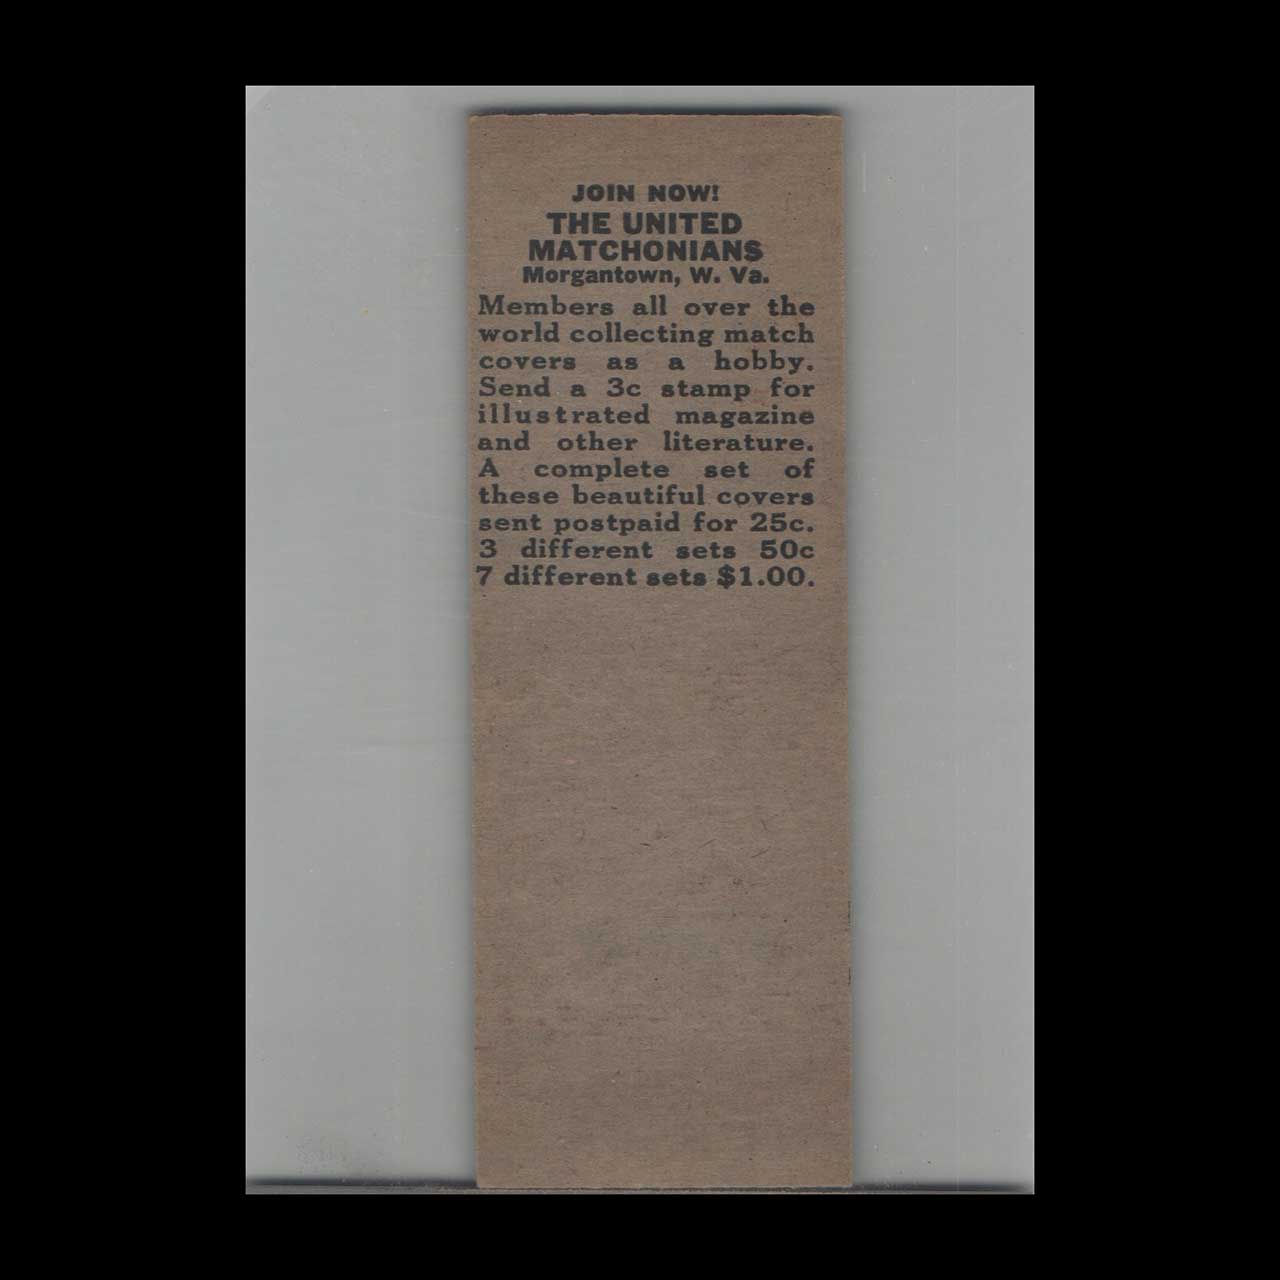 JOIN NOW!
THE UNITED
MATCHONIANS
Morgantown, W. Va.
Members all over the
world collecting match
covers as a hobby.
Send a 3c stamp for
illustrated magazine
and other literature.
A complete set of
these beautiful covers
sent postpaid for 25c.
3 different sets 50c
7 different sets $1.00.